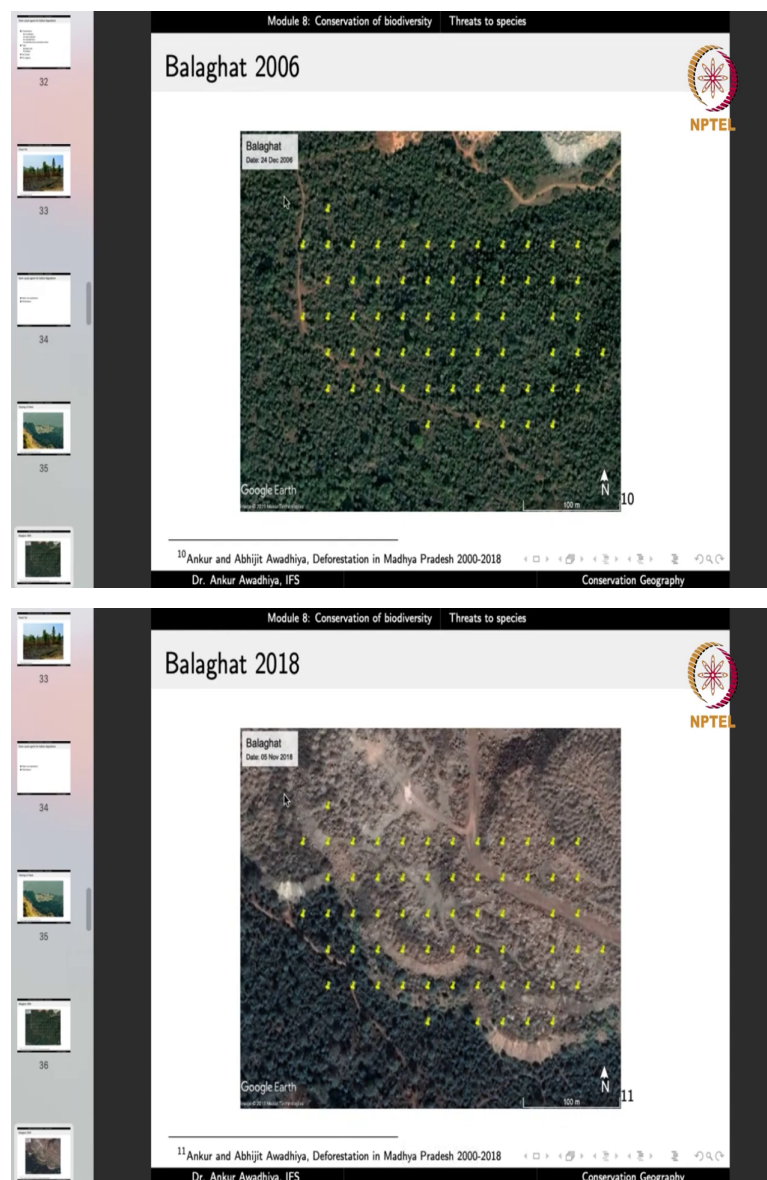 Module 8: Conservation of biodiversity Threats to species
Balaghat 2006
NPTEL
Balaghat
Date: 24 Dec 2006
Google Earth
N
100 m
10
10 Ankur and Abhijit Awadhiya, Deforestation in Madhya Pradesh 2000-2018
Dr. Ankur Awadhiya, IFS Conservation Geography
32
33
34
35
Module 8: Conservation of biodiversity Threats to species
Balaghat 2018
NPTEL
Balaghat
Date: 05 Nov 2018
Google Earth
N
100 m
11
11 Ankur and Abhijit Awadhiya, Deforestation in Madhya Pradesh 2000-2018
Dr. Ankur Awadhiya, IFS Conservation Geography
33
34
35
36